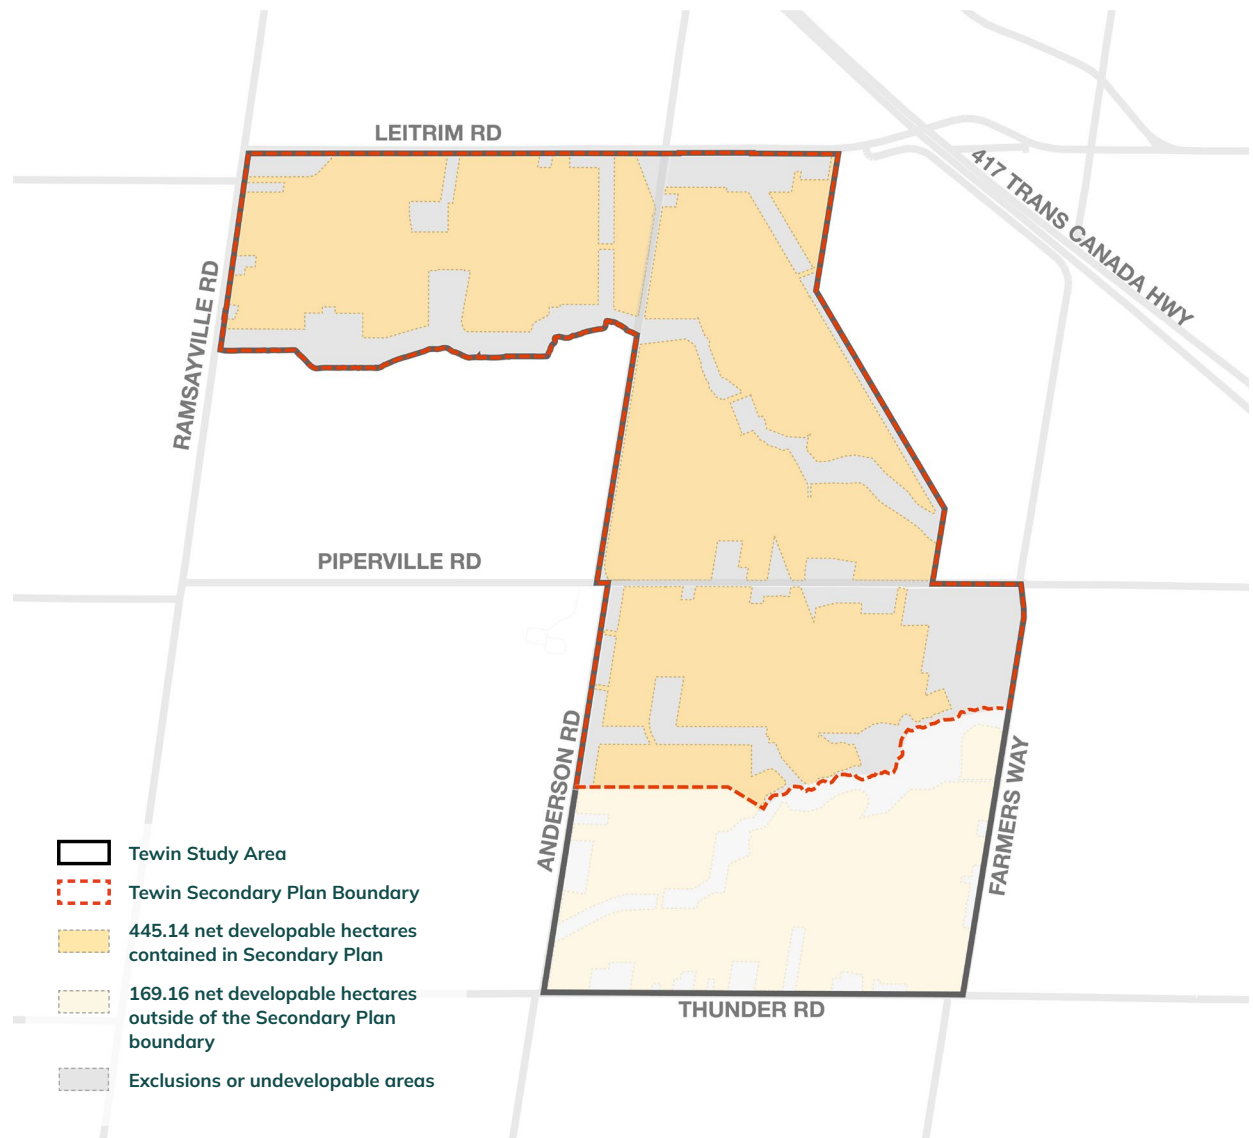 LEITRIM RD
417 TRANS CANADA HWY
RAMSAYVILLE RD
PIPERVILLE RD
ANDERSON RD
FARMERS WAY
THUNDER RD
Tewin Study Area
Tewin Secondary Plan Boundary
445.14 net developable hectares
contained in Secondary Plan
169.16 net developable hectares
outside of the Secondary Plan
boundary
Exclusions or undevelopable areas